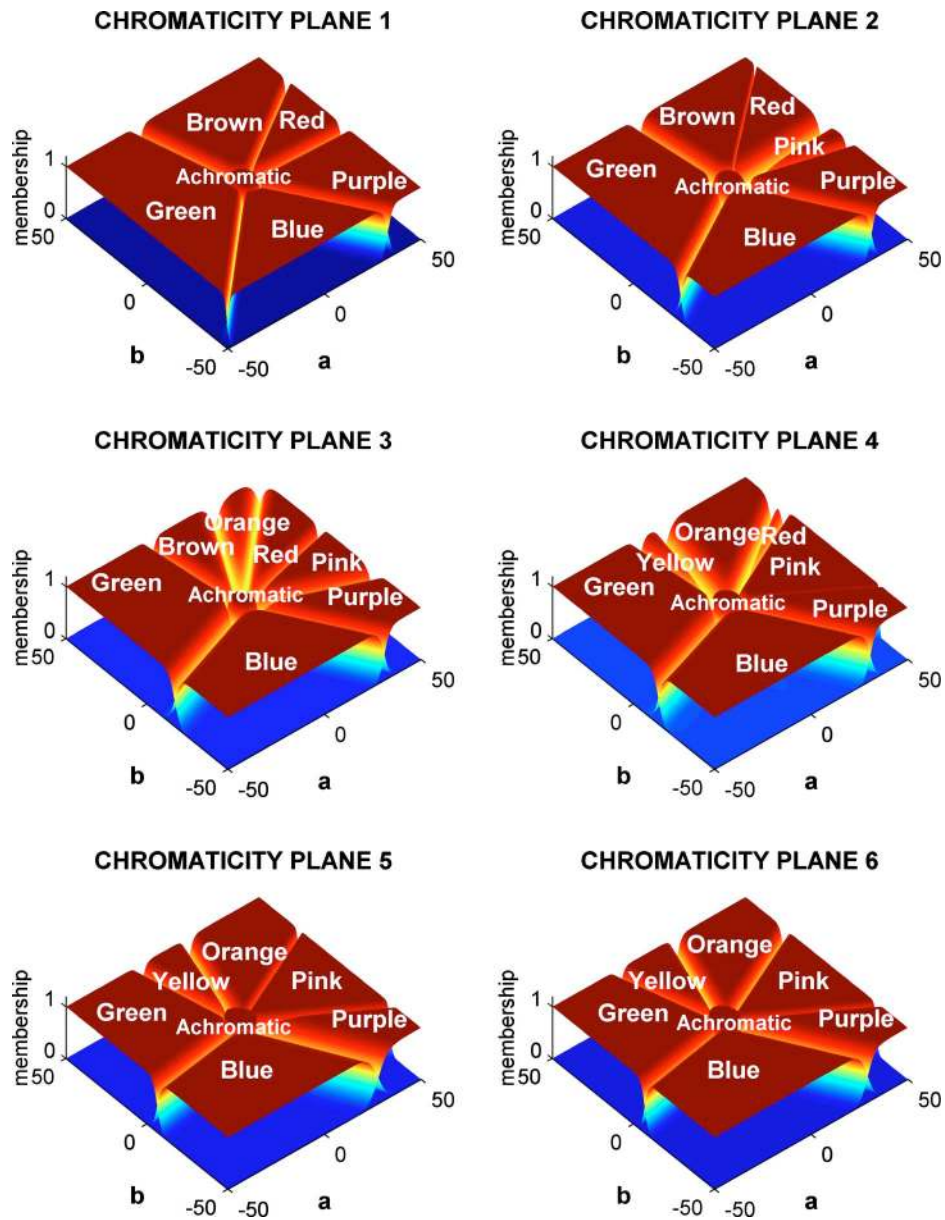 CHROMATICITY PLANE 1
Brown
Red
Achromatic
Purple
Green
Blue
membership
1
0
50
0
-50
b
-50
0
50
a
CHROMATICITY PLANE 2
Brown
Red
Pink
Green
Achromatic
Purple
Blue
membership
1
0
50
0
-50
b
-50
0
50
a
CHROMATICITY PLANE 3
Orange
Brown
Red
Pink
Green
Achromatic
Purple
Blue
membership
1
0
50
0
-50
b
-50
0
50
a
CHROMATICITY PLANE 4
Orange
Red
Yellow
Pink
Green
Achromatic
Purple
Blue
membership
1
0
50
0
-50
b
-50
0
50
a
CHROMATICITY PLANE 5
Orange
Yellow
Pink
Green
Achromatic
Purple
Blue
membership
1
0
50
0
-50
b
-50
0
50
a
CHROMATICITY PLANE 6
Orange
Yellow
Pink
Green
Achromatic
Purple
Blue
membership
1
0
50
0
-50
b
-50
0
50
a